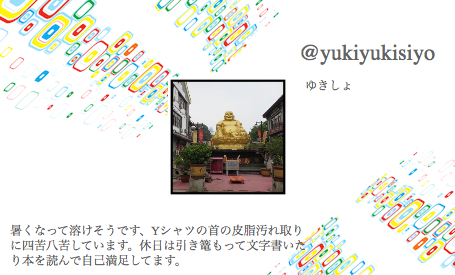 @yukiyukisiyo
ゆきしょ
暑くなって溶けそうです、Yシャツの首の皮脂汚れ取り
に四苦八苦しています。休日は引き篭もって文字書いた
り本を読んで自己満足してます。